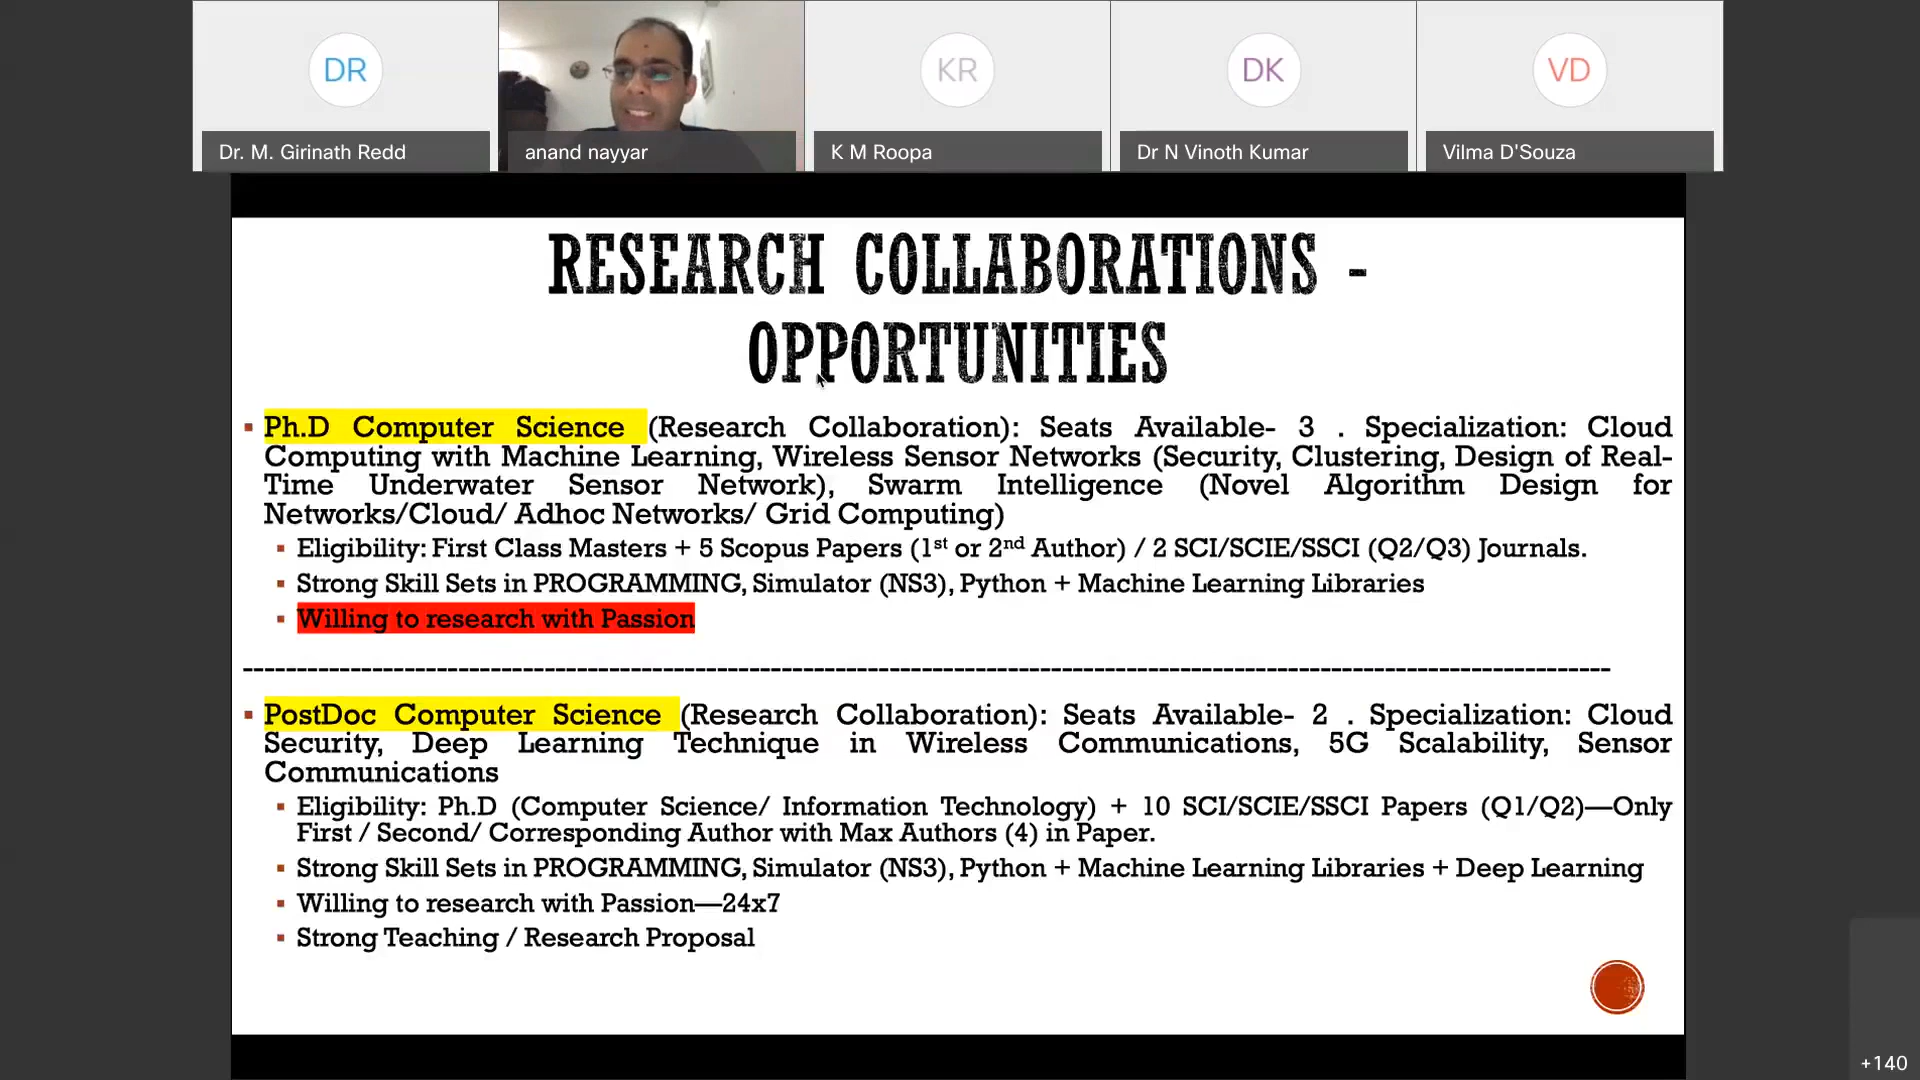 DR
KR
DK
VD
Dr. M. Girinath Redd
anand nayyar
K M Roopa
Dr N Vinoth Kumar
Vilma D'Souza
RESEARCH COLLABORATIONS -
OPPORTUNITIES
Ph.D Computer Science (Research Collaboration): Seats Available- 3 . Specialization: Cloud
Computing with Machine Learning, Wireless Sensor Networks (Security, Clustering, Design of Real-
Time Underwater Sensor Network), Swarm Intelligence (Novel Algorithm Design for
Networks/Cloud/ Adhoc Networks/ Grid Computing)
Eligibility: First Class Masters + 5 Scopus Papers (1st or 2nd Author) / 2 SCI/SCIE/SSCI (Q2/Q3) Journals.
Strong Skill Sets in PROGRAMMING, Simulator (NS3), Python + Machine Learning Libraries
Willing to research with Passion
PostDoc Computer Science (Research Collaboration): Seats Available- 2 . Specialization: Cloud
Security, Deep Learning Technique in Wireless Communications, 5G Scalability, Sensor
Communications
Eligibility: Ph.D (Computer Science/ Information Technology) + 10 SCI/SCIE/SSCI Papers (Q1/Q2)—Only
First / Second/ Corresponding Author with Max Authors (4) in Paper.
Strong Skill Sets in PROGRAMMING, Simulator (NS3), Python + Machine Learning Libraries + Deep Learning
Willing to research with Passion—24x7
Strong Teaching / Research Proposal
+140